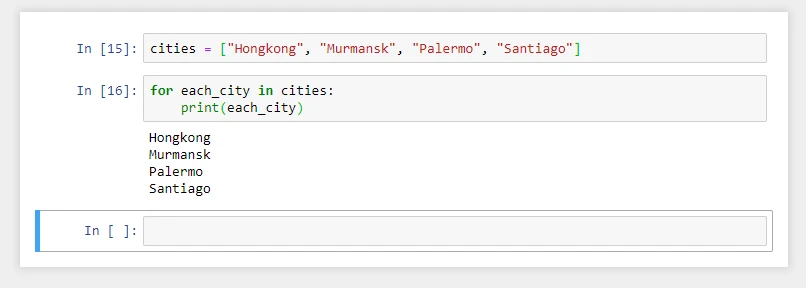 In [15]: cities = ["Hongkong", "Murmansk", "Palermo", "Santiago"]
In [16]: for each_city in cities:
    print(each_city)
Hongkong
Murmansk
Palermo
Santiago
In [ ]: